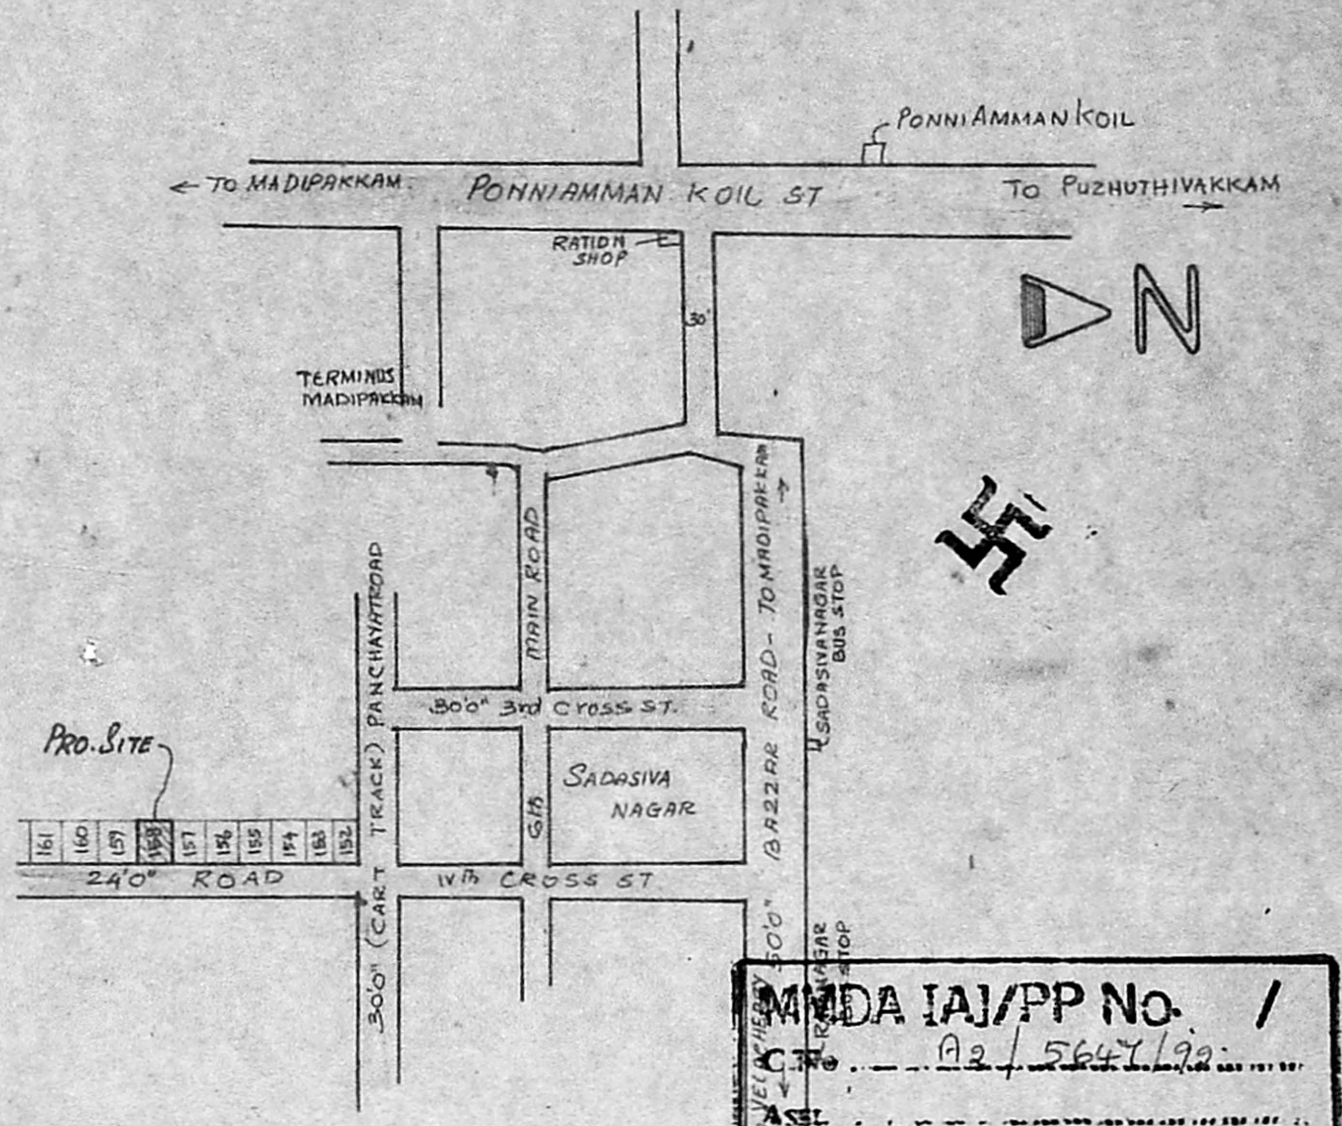 PONNIAMMAN KOIL
← TO MADIPAKKAM.
PONNIAMMAN KOIL ST
TO PUZHUTHIVAKKAM →
RATION
SHOP
30'
N
TERMINUS
MADIPAKKAM
MAIN ROAD
BAZZAR ROAD - TO MADIPAKKAM →
50'0"
SADASIVANAGAR
BUS STOP
30'0" (CART TRACK) PANCHAYATROAD
30'0" 3rd CROSS ST.
PRO. SITE
SADASIVA
NAGAR
161
160
159
158
157
156
155
154
153
152
24'0" ROAD
IVth CROSS ST
NAGAR
STOP
MMDA [A]/PP No. /
C.No A2 / 5647/92